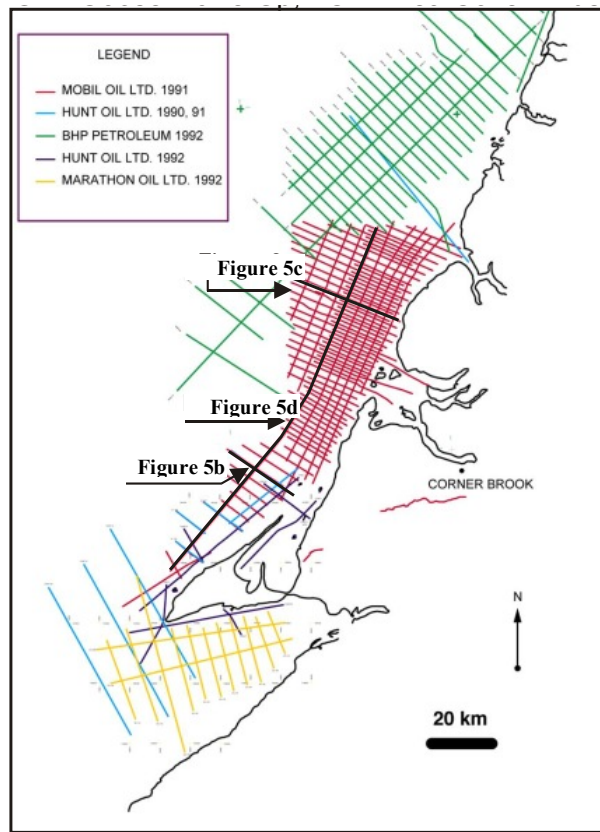 LEGEND
MOBIL OIL LTD. 1991
HUNT OIL LTD. 1990, 91
BHP PETROLEUM 1992
HUNT OIL LTD. 1992
MARATHON OIL LTD. 1992
Figure 5c
Figure 5d
Figure 5b
CORNER BROOK
N
20 km